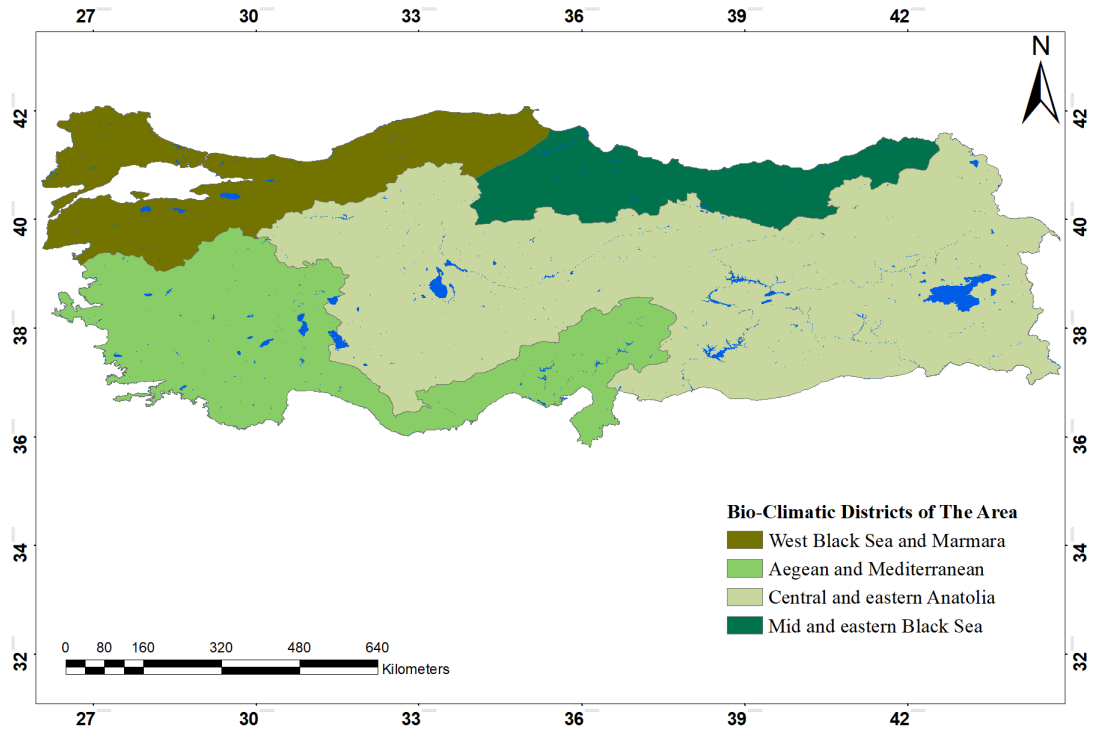 27 30 33 36 39 42
N
42 42
40 40
38 38
36 36
34 34
32 32
Bio-Climatic Districts of The Area
West Black Sea and Marmara
Aegean and Mediterranean
Central and eastern Anatolia
Mid and eastern Black Sea
0 80 160 320 480 640
Kilometers
27 30 33 36 39 42